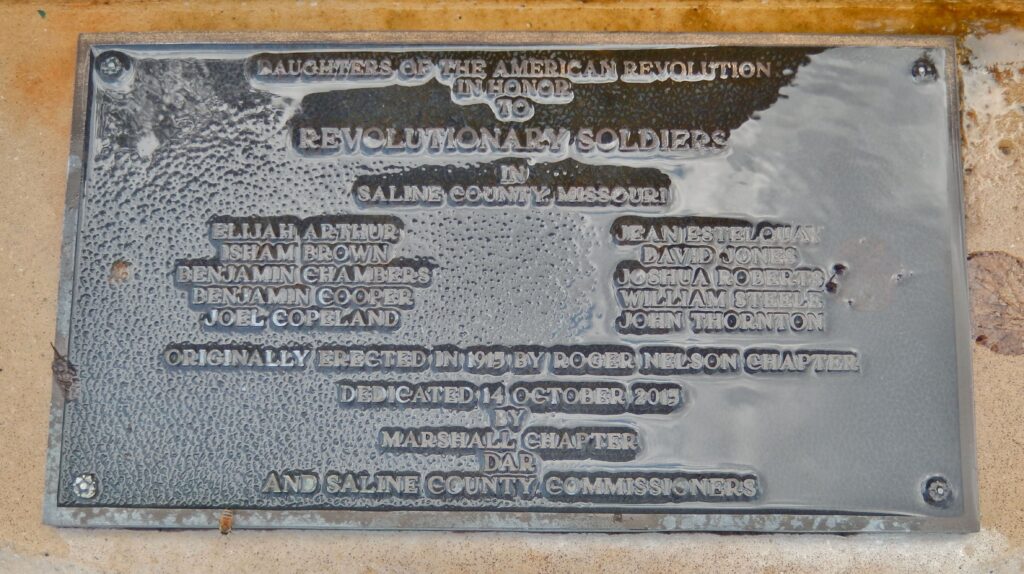 DAUGHTERS OF THE AMERICAN REVOLUTION
IN HONOR
TO
REVOLUTIONARY SOLDIERS
IN
SALINE COUNTY, MISSOURI
ELIJAH ARTHUR
ISHAM BROWN
BENJAMIN CHAMBERS
BENJAMIN COOPER
JOEL COPELAND
JEAN ESTELQUAY
DAVID JONES
JOSHUA ROBERTS
WILLIAM STEELE
JOHN THORNTON
ORIGINALLY ERECTED IN 1915 BY ROGER NELSON CHAPTER
DEDICATED 14 OCTOBER 2015
BY
MARSHALL CHAPTER
DAR
AND SALINE COUNTY COMMISSIONERS